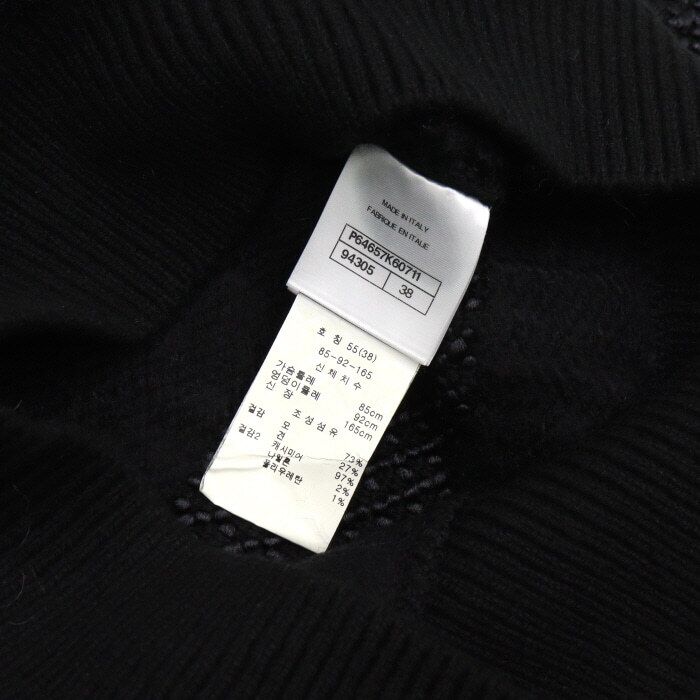 MADE IN ITALY
FABRIQUE EN ITALIE
P64657K60711
94305 38
호 칭 55(38)
85-92-165
신 체 치 수
가슴둘레 85cm
엉덩이둘레 92cm
신 장 165cm
조 성 섬 유
겉감 모 73%
견 27%
겉감2 캐시미어 97%
나일론 2%
폴리우레탄 1%